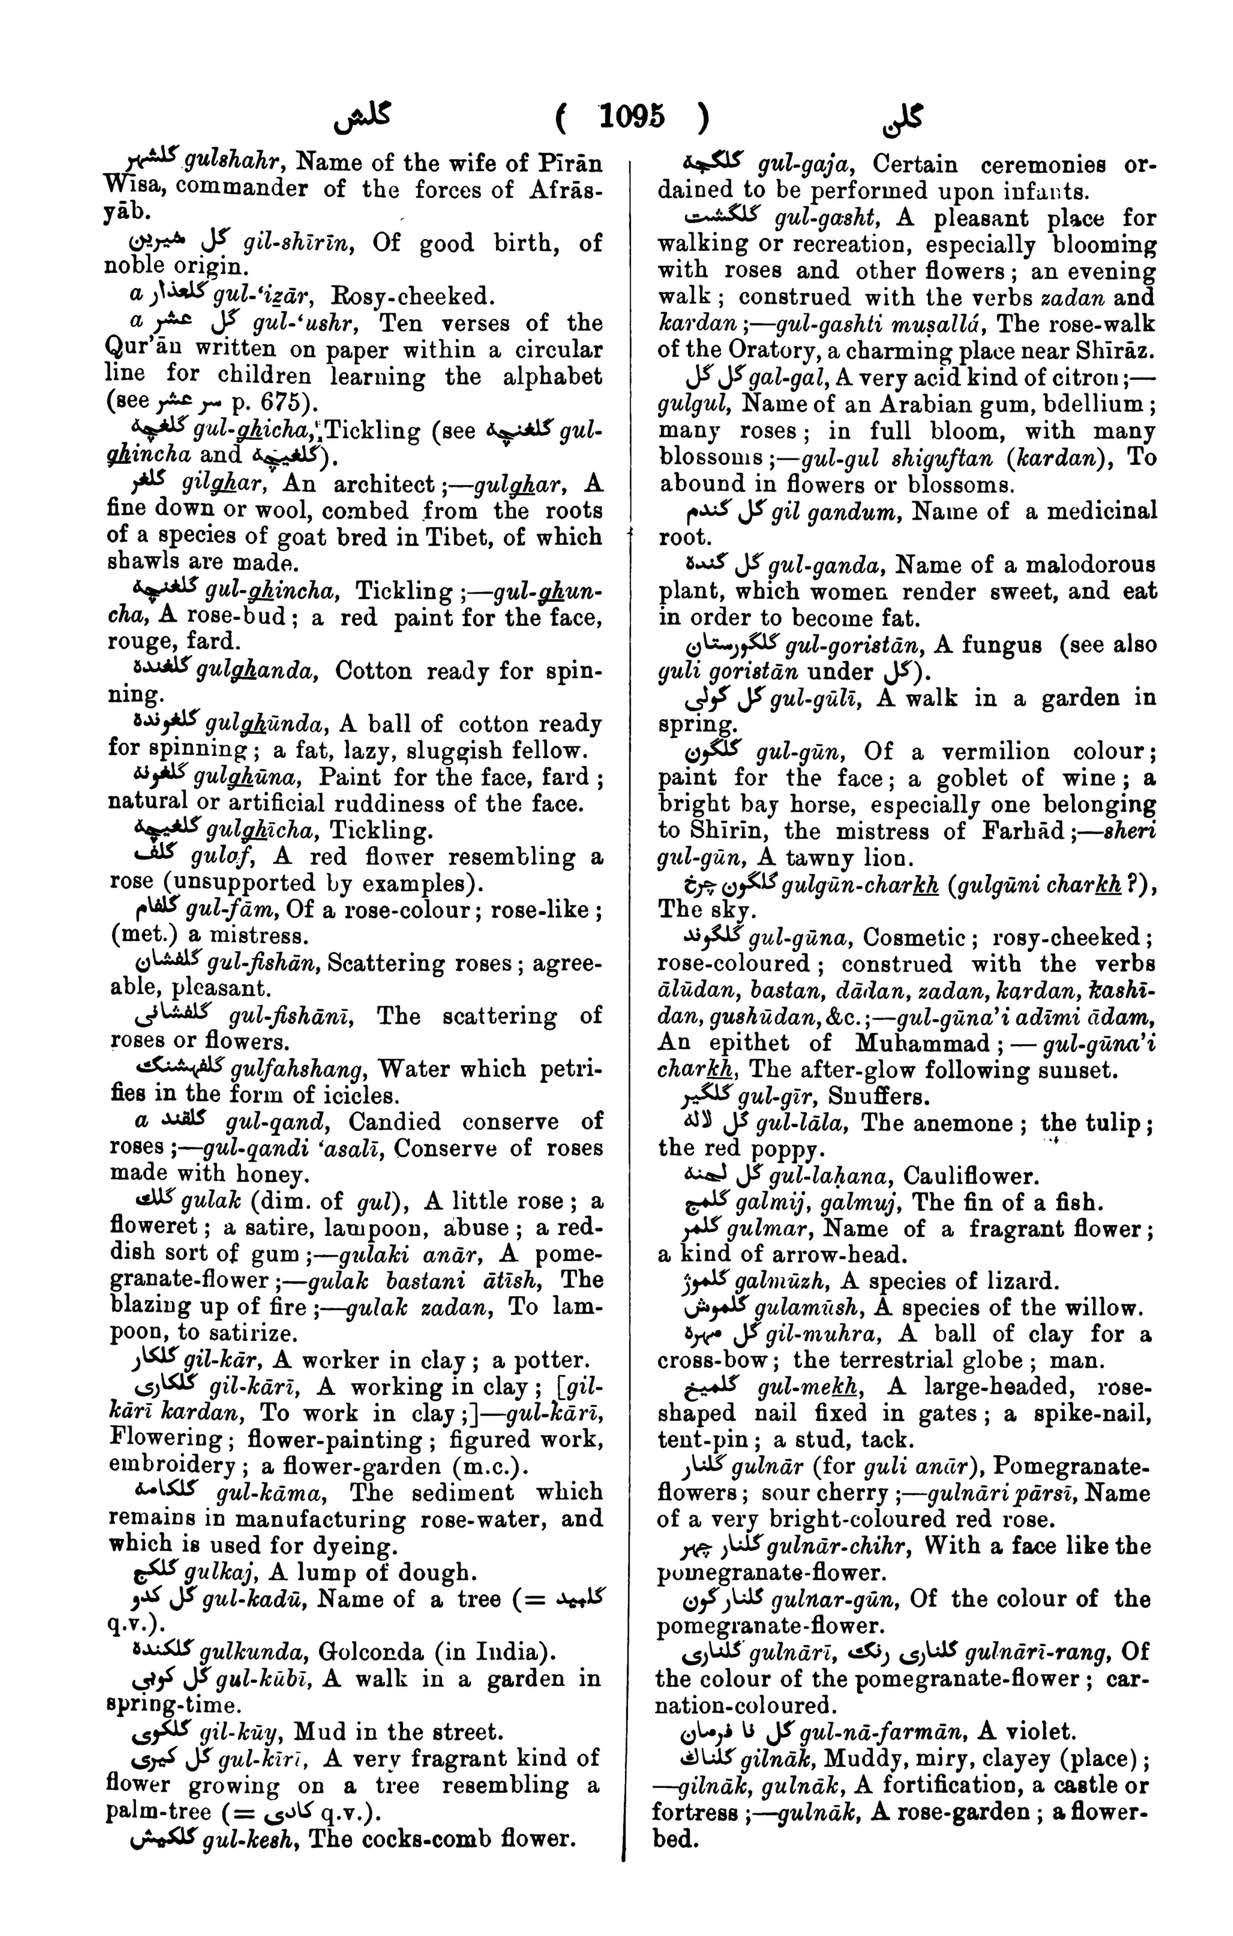 گلش ( 1095 ) گلن
گلشهر gulshahr, Name of the wife of Pīrān
Wīsa, commander of the forces of Afrās-
yāb.
گل شیرین gil-shīrīn, Of good birth, of
noble origin.
a گلعذار gul-‘iẕār, Rosy-cheeked.
a گل عشر gul-‘ushr, Ten verses of the
Qur’ān written on paper within a circular
line for children learning the alphabet
(see سر عشر p. 675).
گلغچه gul-ghicha, Tickling (see گلغنچه gul-
ghincha and گلغیچه).
گلغر gilghar, An architect ;—gulghar, A
fine down or wool, combed from the roots
of a species of goat bred in Tibet, of which
shawls are made.
گلغنچه gul-ghincha, Tickling ;—gul-ghun-
cha, A rose-bud ; a red paint for the face,
rouge, fard.
گلغنده gulghanda, Cotton ready for spin-
ning.
گلغونده gulghūnda, A ball of cotton ready
for spinning ; a fat, lazy, sluggish fellow.
گلغونه gulghūna, Paint for the face, fard ;
natural or artificial ruddiness of the face.
گلغیچه gulghīcha, Tickling.
گلف gulaf, A red flower resembling a
rose (unsupported by examples).
گلفام gul-fām, Of a rose-colour ; rose-like ;
(met.) a mistress.
گلفشان gul-fishān, Scattering roses ; agree-
able, pleasant.
گلفشانی gul-fishānī, The scattering of
roses or flowers.
گلفهشنگ gulfahshang, Water which petri-
fies in the form of icicles.
a گلقند gul-qand, Candied conserve of
roses ;—gul-qandi ‘asalī, Conserve of roses
made with honey.
گلك gulak (dim. of gul), A little rose ; a
floweret ; a satire, lampoon, abuse ; a red-
dish sort of gum ;—gulaki anār, A pome-
granate-flower ;—gulak bastani ātīsh, The
blazing up of fire ;—gulak zadan, To lam-
poon, to satirize.
گلکار gil-kār, A worker in clay ; a potter.
گلکاری gil-kārī, A working in clay ; [gil-
kārī kardan, To work in clay ;]—gul-kārī,
Flowering ; flower-painting ; figured work,
embroidery ; a flower-garden (m.c.).
گلکامه gul-kāma, The sediment which
remains in manufacturing rose-water, and
which is used for dyeing.
گلکج gulkaj, A lump of dough.
گل کدو gul-kadū, Name of a tree (=
q.v.).
گلکنده gulkunda, Golconda (in India).
گل کوبی gul-kūbī, A walk in a garden in
spring-time.
گلکوی gil-kūy, Mud in the street.
گل کیری gul-kīrī, A very fragrant kind of
flower growing on a tree resembling a
palm-tree (= کادی q.v.).
گلکیش gul-kesh, The cocks-comb flower.
گلگجه gul-gaja, Certain ceremonies or-
dained to be performed upon infants.
گلگشت gul-gasht, A pleasant place for
walking or recreation, especially blooming
with roses and other flowers ; an evening
walk ; construed with the verbs zadan and
kardan ;—gul-gashti muṣallá, The rose-walk
of the Oratory, a charming place near Shīrāz.
گل گل gal-gal, A very acid kind of citron ;—
gulgul, Name of an Arabian gum, bdellium ;
many roses ; in full bloom, with many
blossoms ;—gul-gul shiguftan (kardan), To
abound in flowers or blossoms.
گل گندم gil gandum, Name of a medicinal
root.
گل گنده gul-ganda, Name of a malodorous
plant, which women render sweet, and eat
in order to become fat.
گلگورستان gul-goristān, A fungus (see also
guli goristān under گل).
گل گولی gul-gūlī, A walk in a garden in
spring.
گلگون gul-gūn, Of a vermilion colour ;
paint for the face ; a goblet of wine ; a
bright bay horse, especially one belonging
to Shīrīn, the mistress of Farhād ;—sheri
gul-gūn, A tawny lion.
گلگون چرخ gulgūn-charkh (gulgūni charkh ?),
The sky.
گلگونه gul-gūna, Cosmetic ; rosy-cheeked ;
rose-coloured ; construed with the verbs
ālūdan, bastan, dādan, zadan, kardan, kashī-
dan, gushūdan, &c. ;—gul-gūna’i adīmi ādam,
An epithet of Muhammad ;—gul-gūna’i
charkh, The after-glow following sunset.
گلگیر gul-gīr, Snuffers.
گل لاله gul-lāla, The anemone ; the tulip ;
the red poppy.
گل لحنه gul-laḥana, Cauliflower.
گلمج galmij, galmuj, The fin of a fish.
گلمر gulmar, Name of a fragrant flower ;
a kind of arrow-head.
گلموژ galmūzh, A species of lizard.
گلموش gulamūsh, A species of the willow.
گل مهره gil-muhra, A ball of clay for a
cross-bow ; the terrestrial globe ; man.
گلمیخ gul-mekh, A large-headed, rose-
shaped nail fixed in gates ; a spike-nail,
tent-pin ; a stud, tack.
گلنار gulnār (for guli anār), Pomegranate-
flowers ; sour cherry ;—gulnāri pārsī, Name
of a very bright-coloured red rose.
گلنار چهر gulnār-chihr, With a face like the
pomegranate-flower.
گلنار گون gulnar-gūn, Of the colour of the
pomegranate-flower.
گلناری gulnārī, گلناری رنگ gulnārī-rang, Of
the colour of the pomegranate-flower ; car-
nation-coloured.
گل نا فرمان gul-nā-farmān, A violet.
گلناك gilnāk, Muddy, miry, clayey (place) ;
—gilnāk, gulnāk, A fortification, a castle or
fortress ;—gulnāk, A rose-garden ; a flower-
bed.